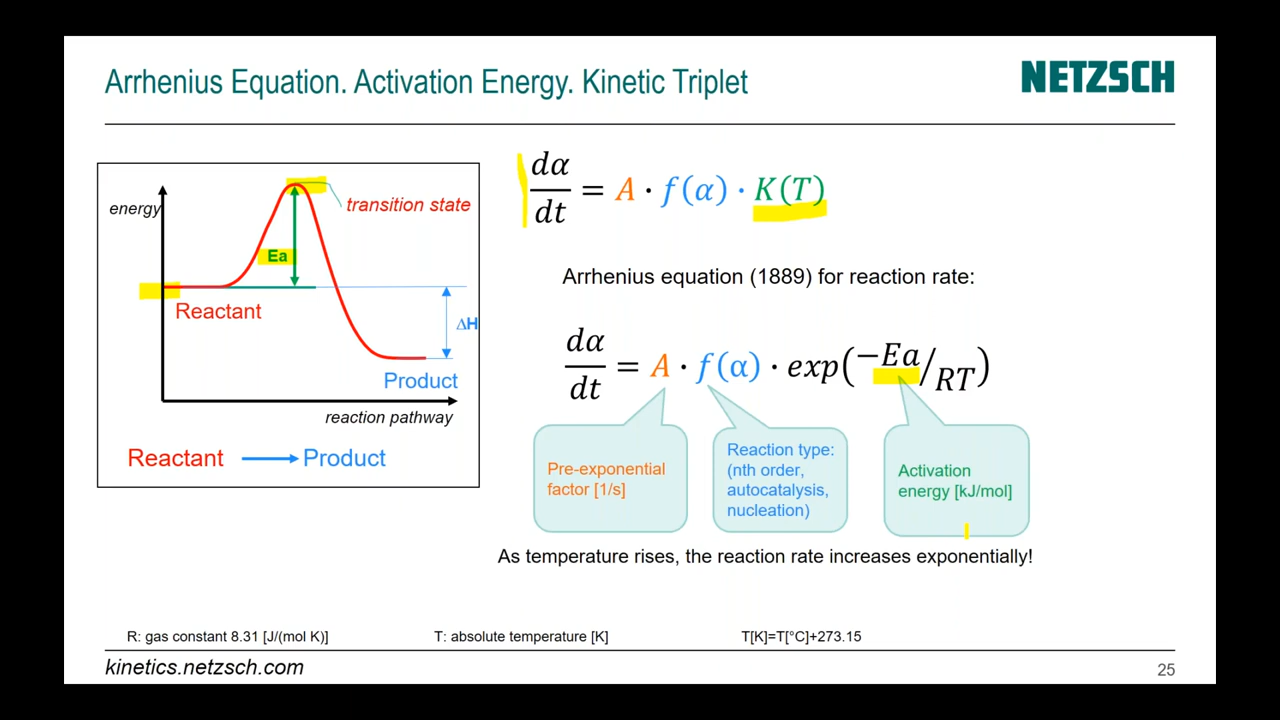 Arrhenius Equation. Activation Energy. Kinetic Triplet
NETZSCH
energy
transition state
Ea
Reactant
ΔH
Product
reaction pathway
Reactant → Product
dα/dt = A · f(α) · K(T)
Arrhenius equation (1889) for reaction rate:
dα/dt = A · f(α) · exp(−Ea/RT)
Pre-exponential
factor [1/s]
Reaction type:
(nth order,
autocatalysis,
nucleation)
Activation
energy [kJ/mol]
As temperature rises, the reaction rate increases exponentially!
R: gas constant 8.31 [J/(mol K)]
T: absolute temperature [K]
T[K]=T[°C]+273.15
kinetics.netzsch.com
25